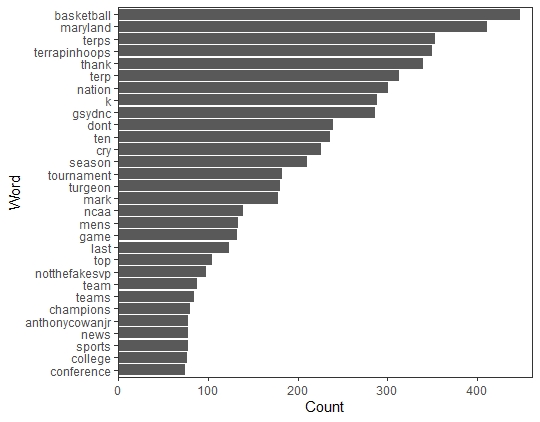 basketball
maryland
terps
terrapinhoops
thank
terp
nation
k
gsydnc
dont
ten
cry
season
tournament
turgeon
mark
ncaa
mens
game
last
top
notthefakesvp
team
teams
champions
anthonycowanjr
news
sports
college
conference
Word
0 100 200 300 400
Count